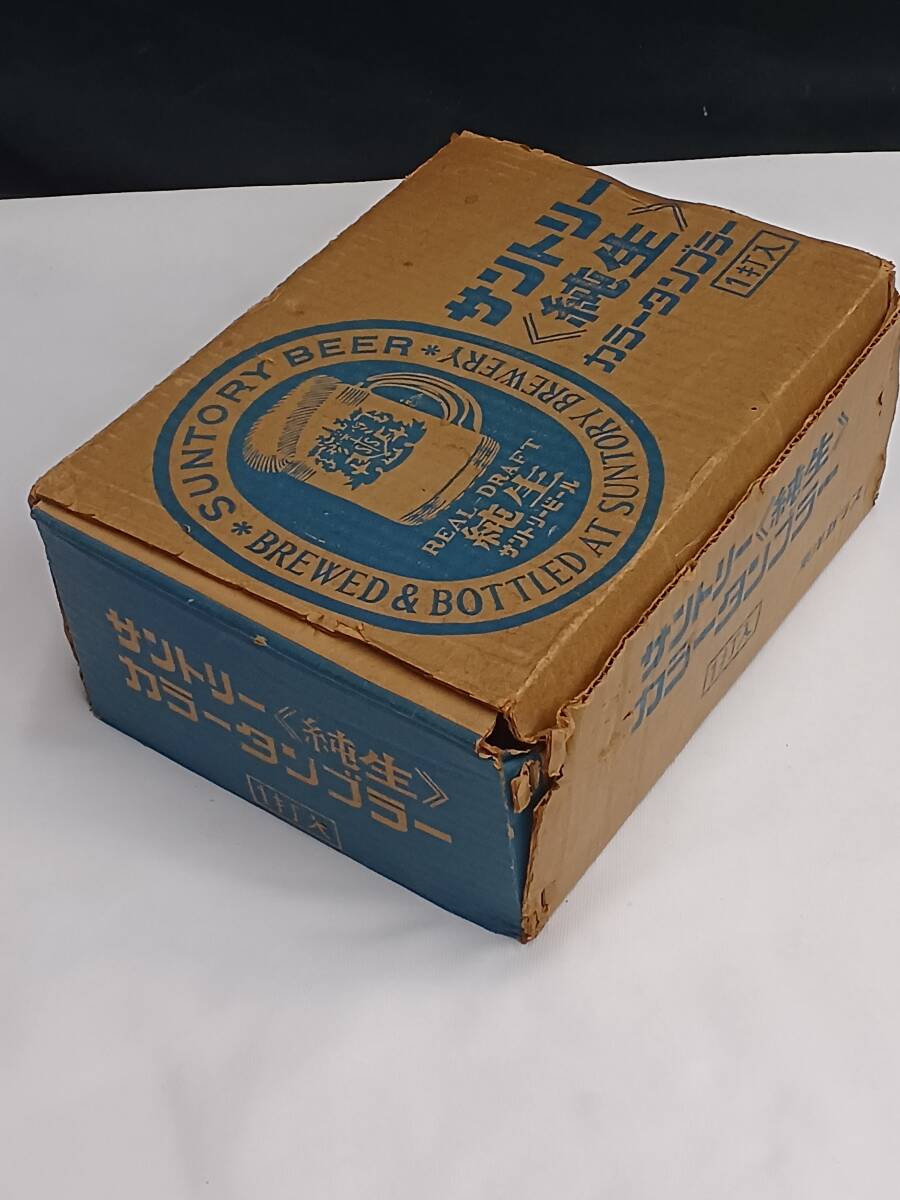 サントリー
《純生》
カラータンブラー
1打入
SUNTORY BEER * BREWED & BOTTLED AT SUNTORY BREWERY *
REAL DRAFT
純生
サントリービール
サントリー《純生》
カラータンブラー
1打入
サントリー《純生》
カラータンブラー
1打入